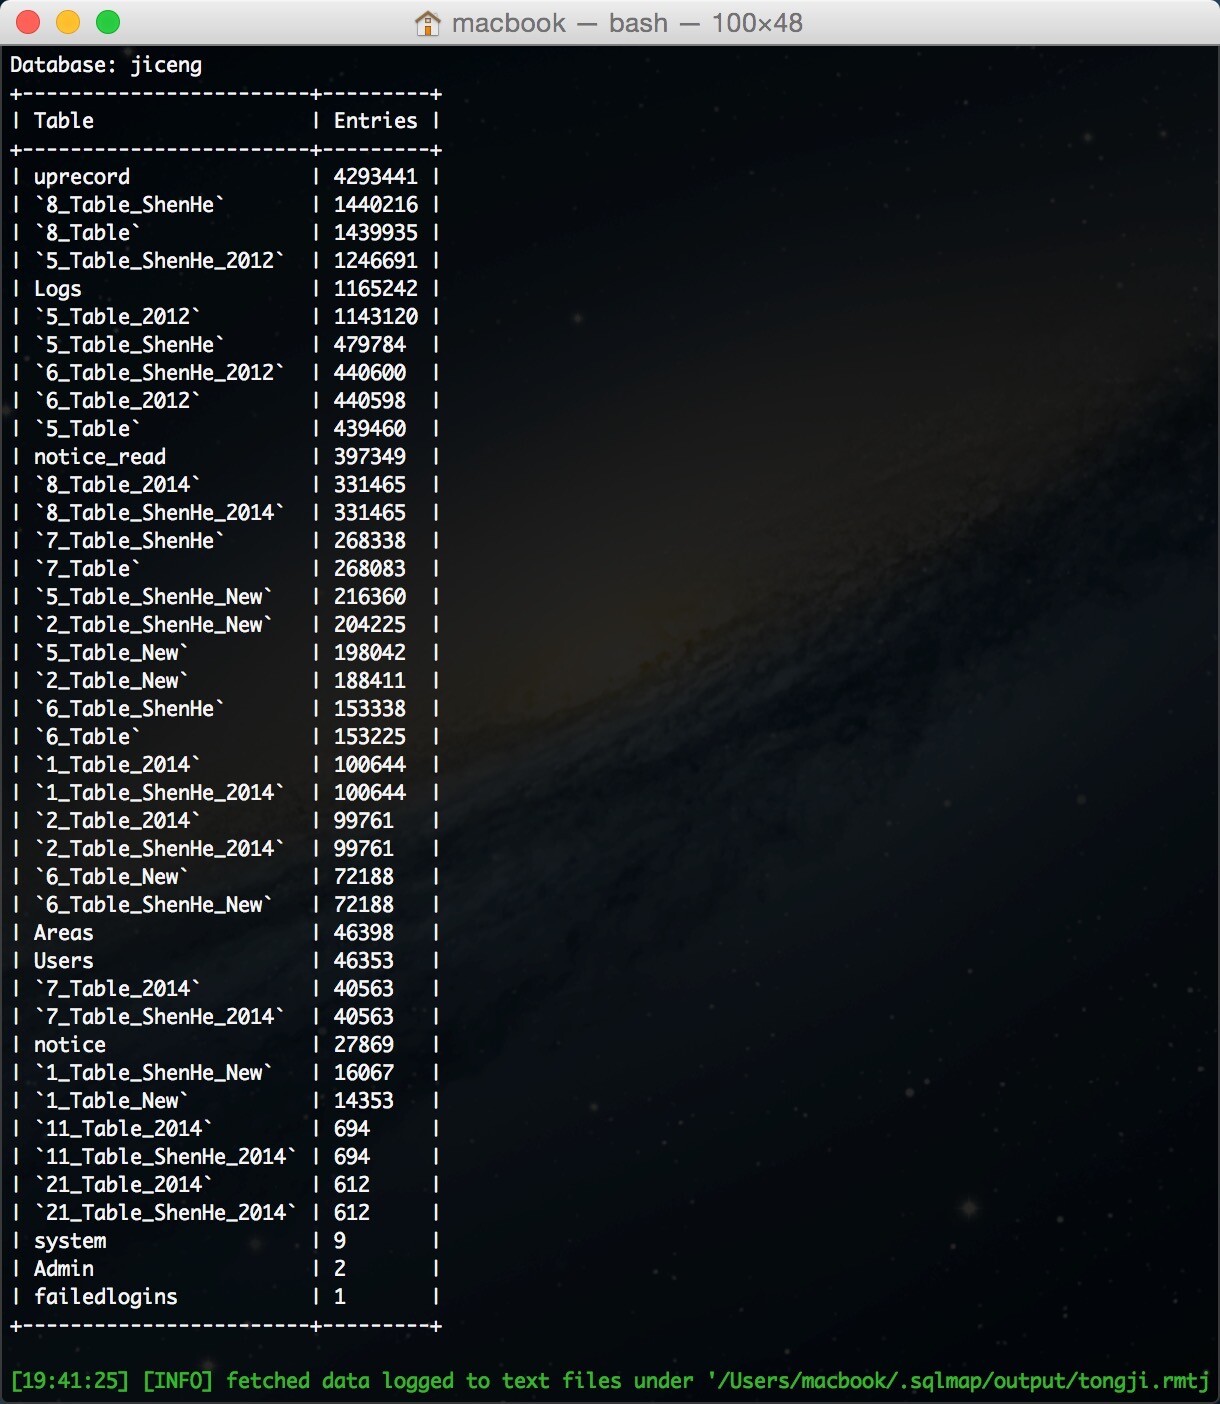 macbook — bash — 100×48
Database: jiceng
+------------------------+---------+
| Table                  | Entries |
+------------------------+---------+
| uprecord               | 4293441 |
| `8_Table_ShenHe`       | 1440216 |
| `8_Table`              | 1439935 |
| `5_Table_ShenHe_2012`  | 1246691 |
| Logs                   | 1165242 |
| `5_Table_2012`         | 1143120 |
| `5_Table_ShenHe`       | 479784  |
| `6_Table_ShenHe_2012`  | 440600  |
| `6_Table_2012`         | 440598  |
| `5_Table`              | 439460  |
| notice_read            | 397349  |
| `8_Table_2014`         | 331465  |
| `8_Table_ShenHe_2014`  | 331465  |
| `7_Table_ShenHe`       | 268338  |
| `7_Table`              | 268083  |
| `5_Table_ShenHe_New`   | 216360  |
| `2_Table_ShenHe_New`   | 204225  |
| `5_Table_New`          | 198042  |
| `2_Table_New`          | 188411  |
| `6_Table_ShenHe`       | 153338  |
| `6_Table`              | 153225  |
| `1_Table_2014`         | 100644  |
| `1_Table_ShenHe_2014`  | 100644  |
| `2_Table_2014`         | 99761   |
| `2_Table_ShenHe_2014`  | 99761   |
| `6_Table_New`          | 72188   |
| `6_Table_ShenHe_New`   | 72188   |
| Areas                  | 46398   |
| Users                  | 46353   |
| `7_Table_2014`         | 40563   |
| `7_Table_ShenHe_2014`  | 40563   |
| notice                 | 27869   |
| `1_Table_ShenHe_New`   | 16067   |
| `1_Table_New`          | 14353   |
| `11_Table_2014`        | 694     |
| `11_Table_ShenHe_2014` | 694     |
| `21_Table_2014`        | 612     |
| `21_Table_ShenHe_2014` | 612     |
| system                 | 9       |
| Admin                  | 2       |
| failedlogins           | 1       |
+------------------------+---------+
[19:41:25] [INFO] fetched data logged to text files under '/Users/macbook/.sqlmap/output/tongji.rmtj